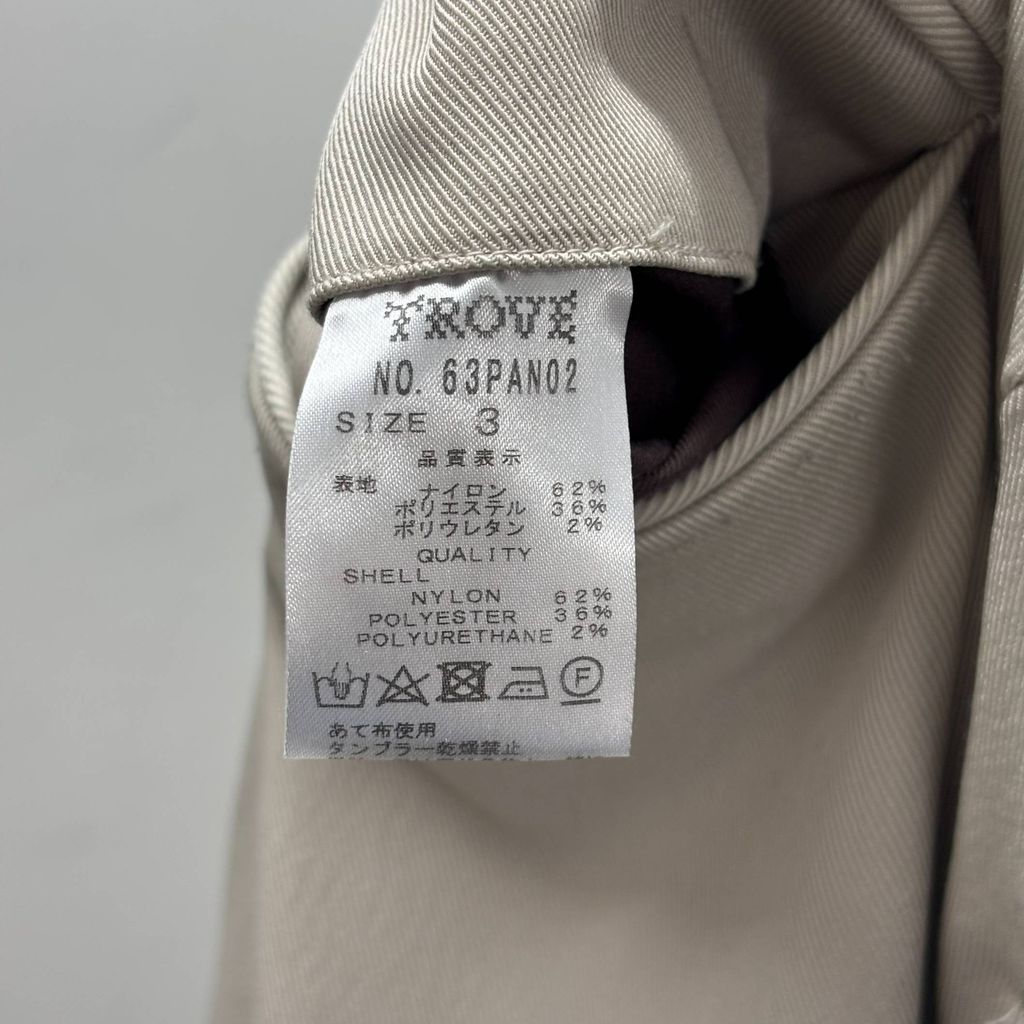 TROVE
NO. 63PAN02
SIZE 3
品質表示
表地 ナイロン 62%
ポリエステル 36%
ポリウレタン 2%
QUALITY
SHELL
NYLON 62%
POLYESTER 36%
POLYURETHANE 2%
F
あて布使用
タンブラー乾燥禁止